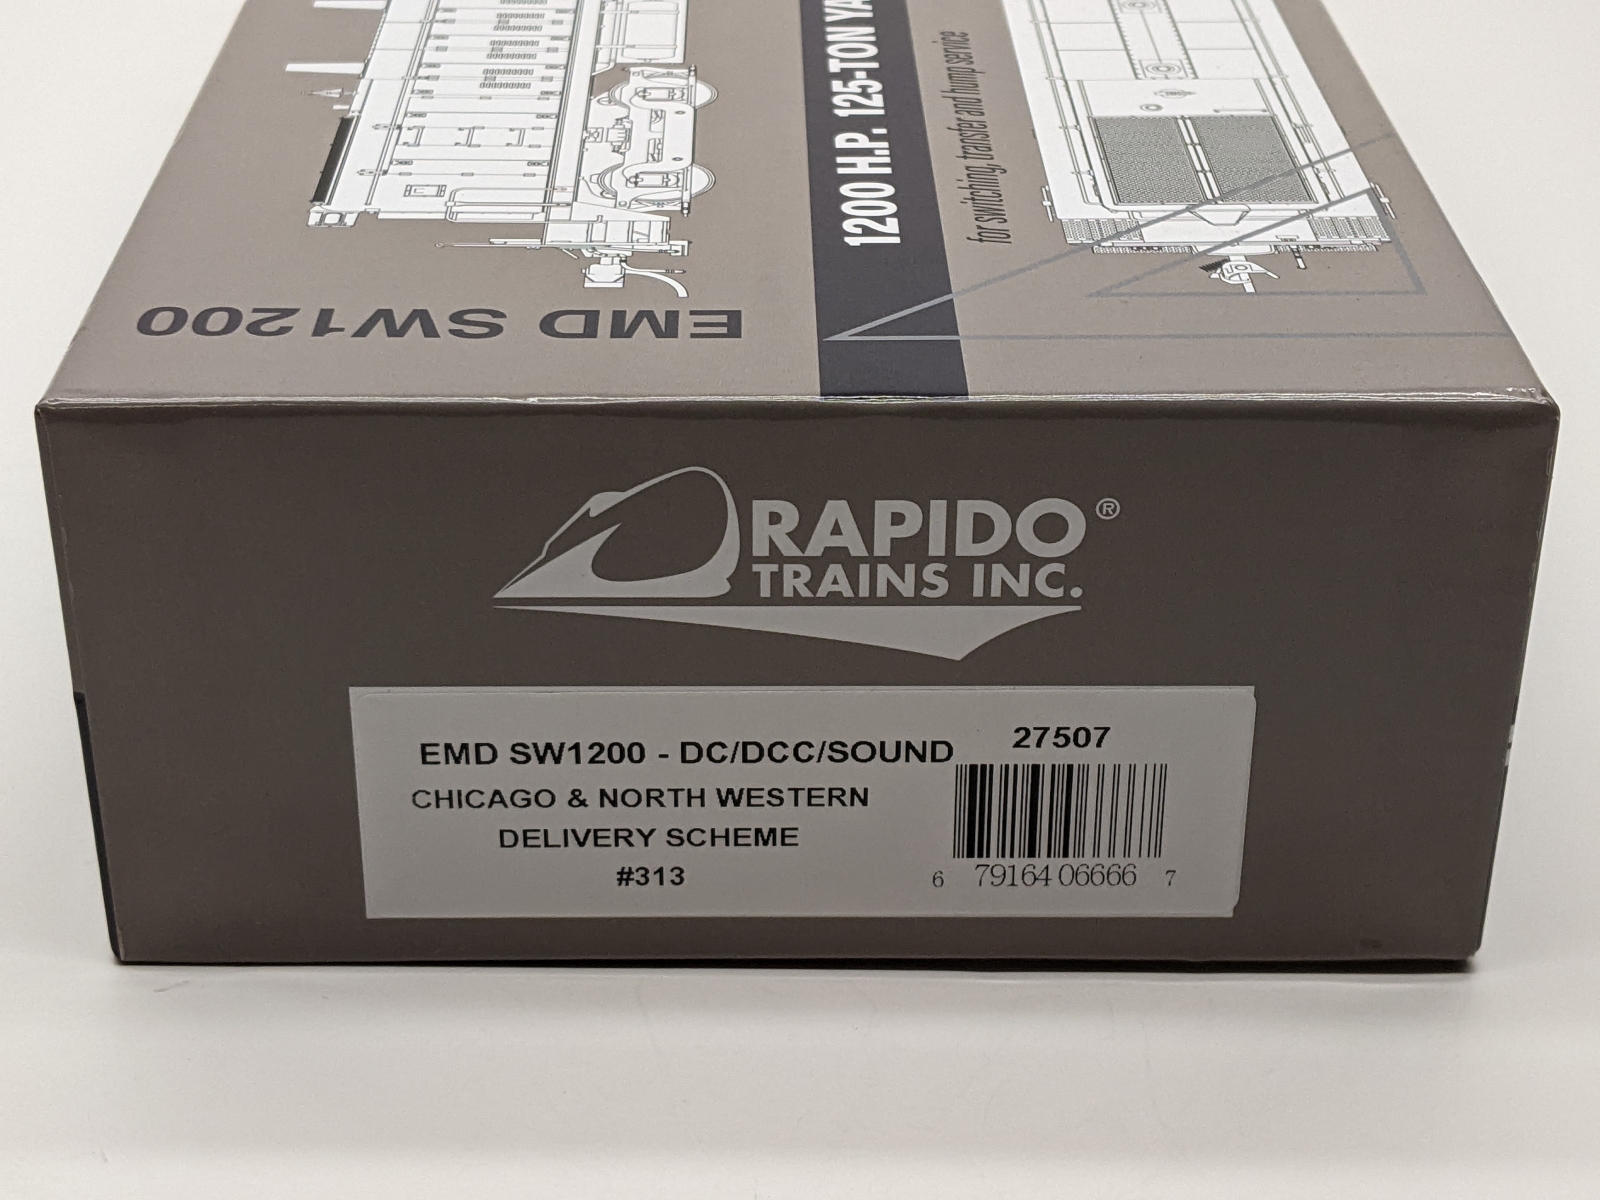 1200 H.P. 125-TON
for switching, transfer and hump service
EMD SW1200
RAPIDO®
TRAINS INC.
EMD SW1200 - DC/DCC/SOUND
27507
CHICAGO & NORTH WESTERN
DELIVERY SCHEME
#313
6 79164 06666 7